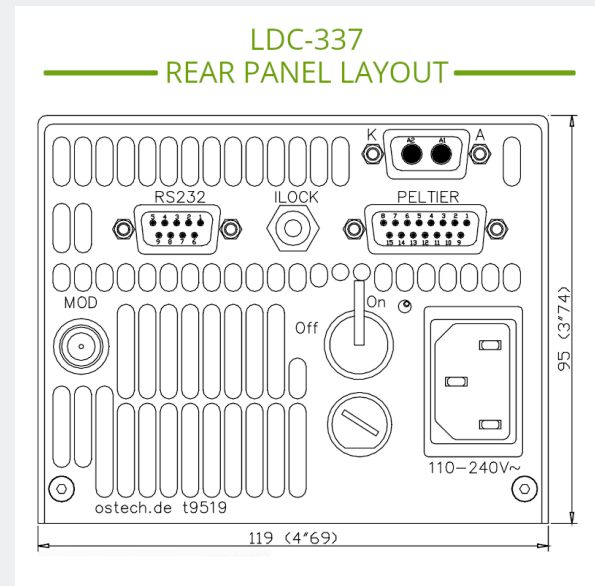 LDC-337
REAR PANEL LAYOUT
K A2 A1 A
RS232 ILOCK PELTIER
5 4 3 2 1
9 8 7 6
8 7 6 5 4 3 2 1
15 14 13 12 11 10 9
MOD
Off On
110-240V~
ostech.de t9519
119 (4"69)
95 (3"74)